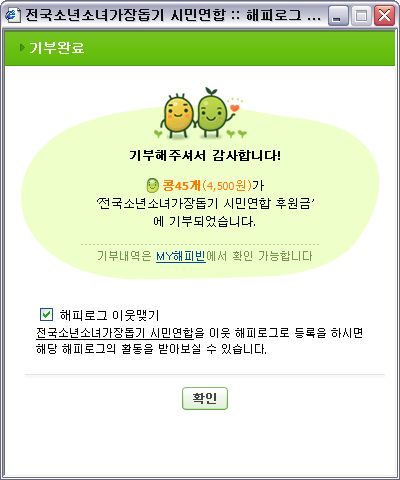 전국소년소녀가장돕기 시민연합 :: 해피로그 ...
기부완료
기부해주셔서 감사합니다!
콩45개(4,500원)가
'전국소년소녀가장돕기 시민연합 후원금'
에 기부되었습니다.
기부내역은 MY해피빈에서 확인 가능합니다
해피로그 이웃맺기
전국소년소녀가장돕기 시민연합을 이웃 해피로그로 등록을 하시면
해당 해피로그의 활동을 받아보실 수 있습니다.
확인